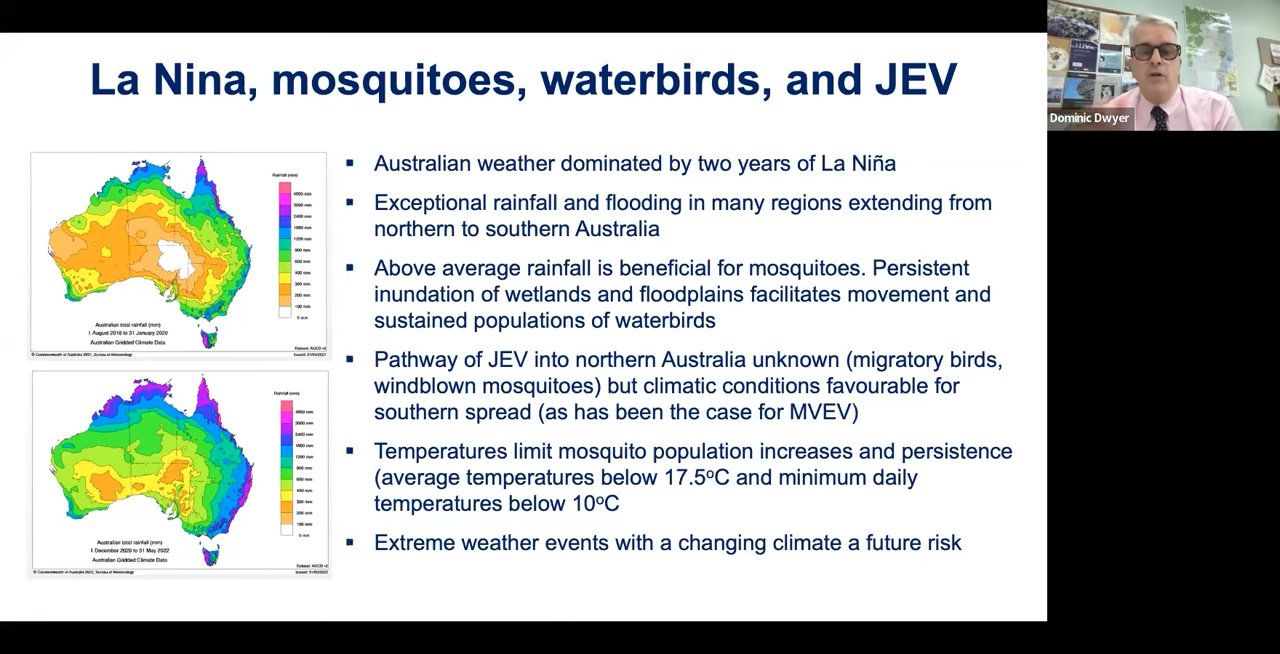 La Nina, mosquitoes, waterbirds, and JEV
Dominic Dwyer
Rainfall (mm)
Australian total rainfall (mm)
Australian Gridded Climate Data
Rainfall (mm)
Australian total rainfall (mm)
1 December 2020 to 31 May 2022
Australian Gridded Climate Data
▪ Australian weather dominated by two years of La Niña
▪ Exceptional rainfall and flooding in many regions extending from
northern to southern Australia
▪ Above average rainfall is beneficial for mosquitoes. Persistent
inundation of wetlands and floodplains facilitates movement and
sustained populations of waterbirds
▪ Pathway of JEV into northern Australia unknown (migratory birds,
windblown mosquitoes) but climatic conditions favourable for
southern spread (as has been the case for MVEV)
▪ Temperatures limit mosquito population increases and persistence
(average temperatures below 17.5ºC and minimum daily
temperatures below 10ºC
▪ Extreme weather events with a changing climate a future risk